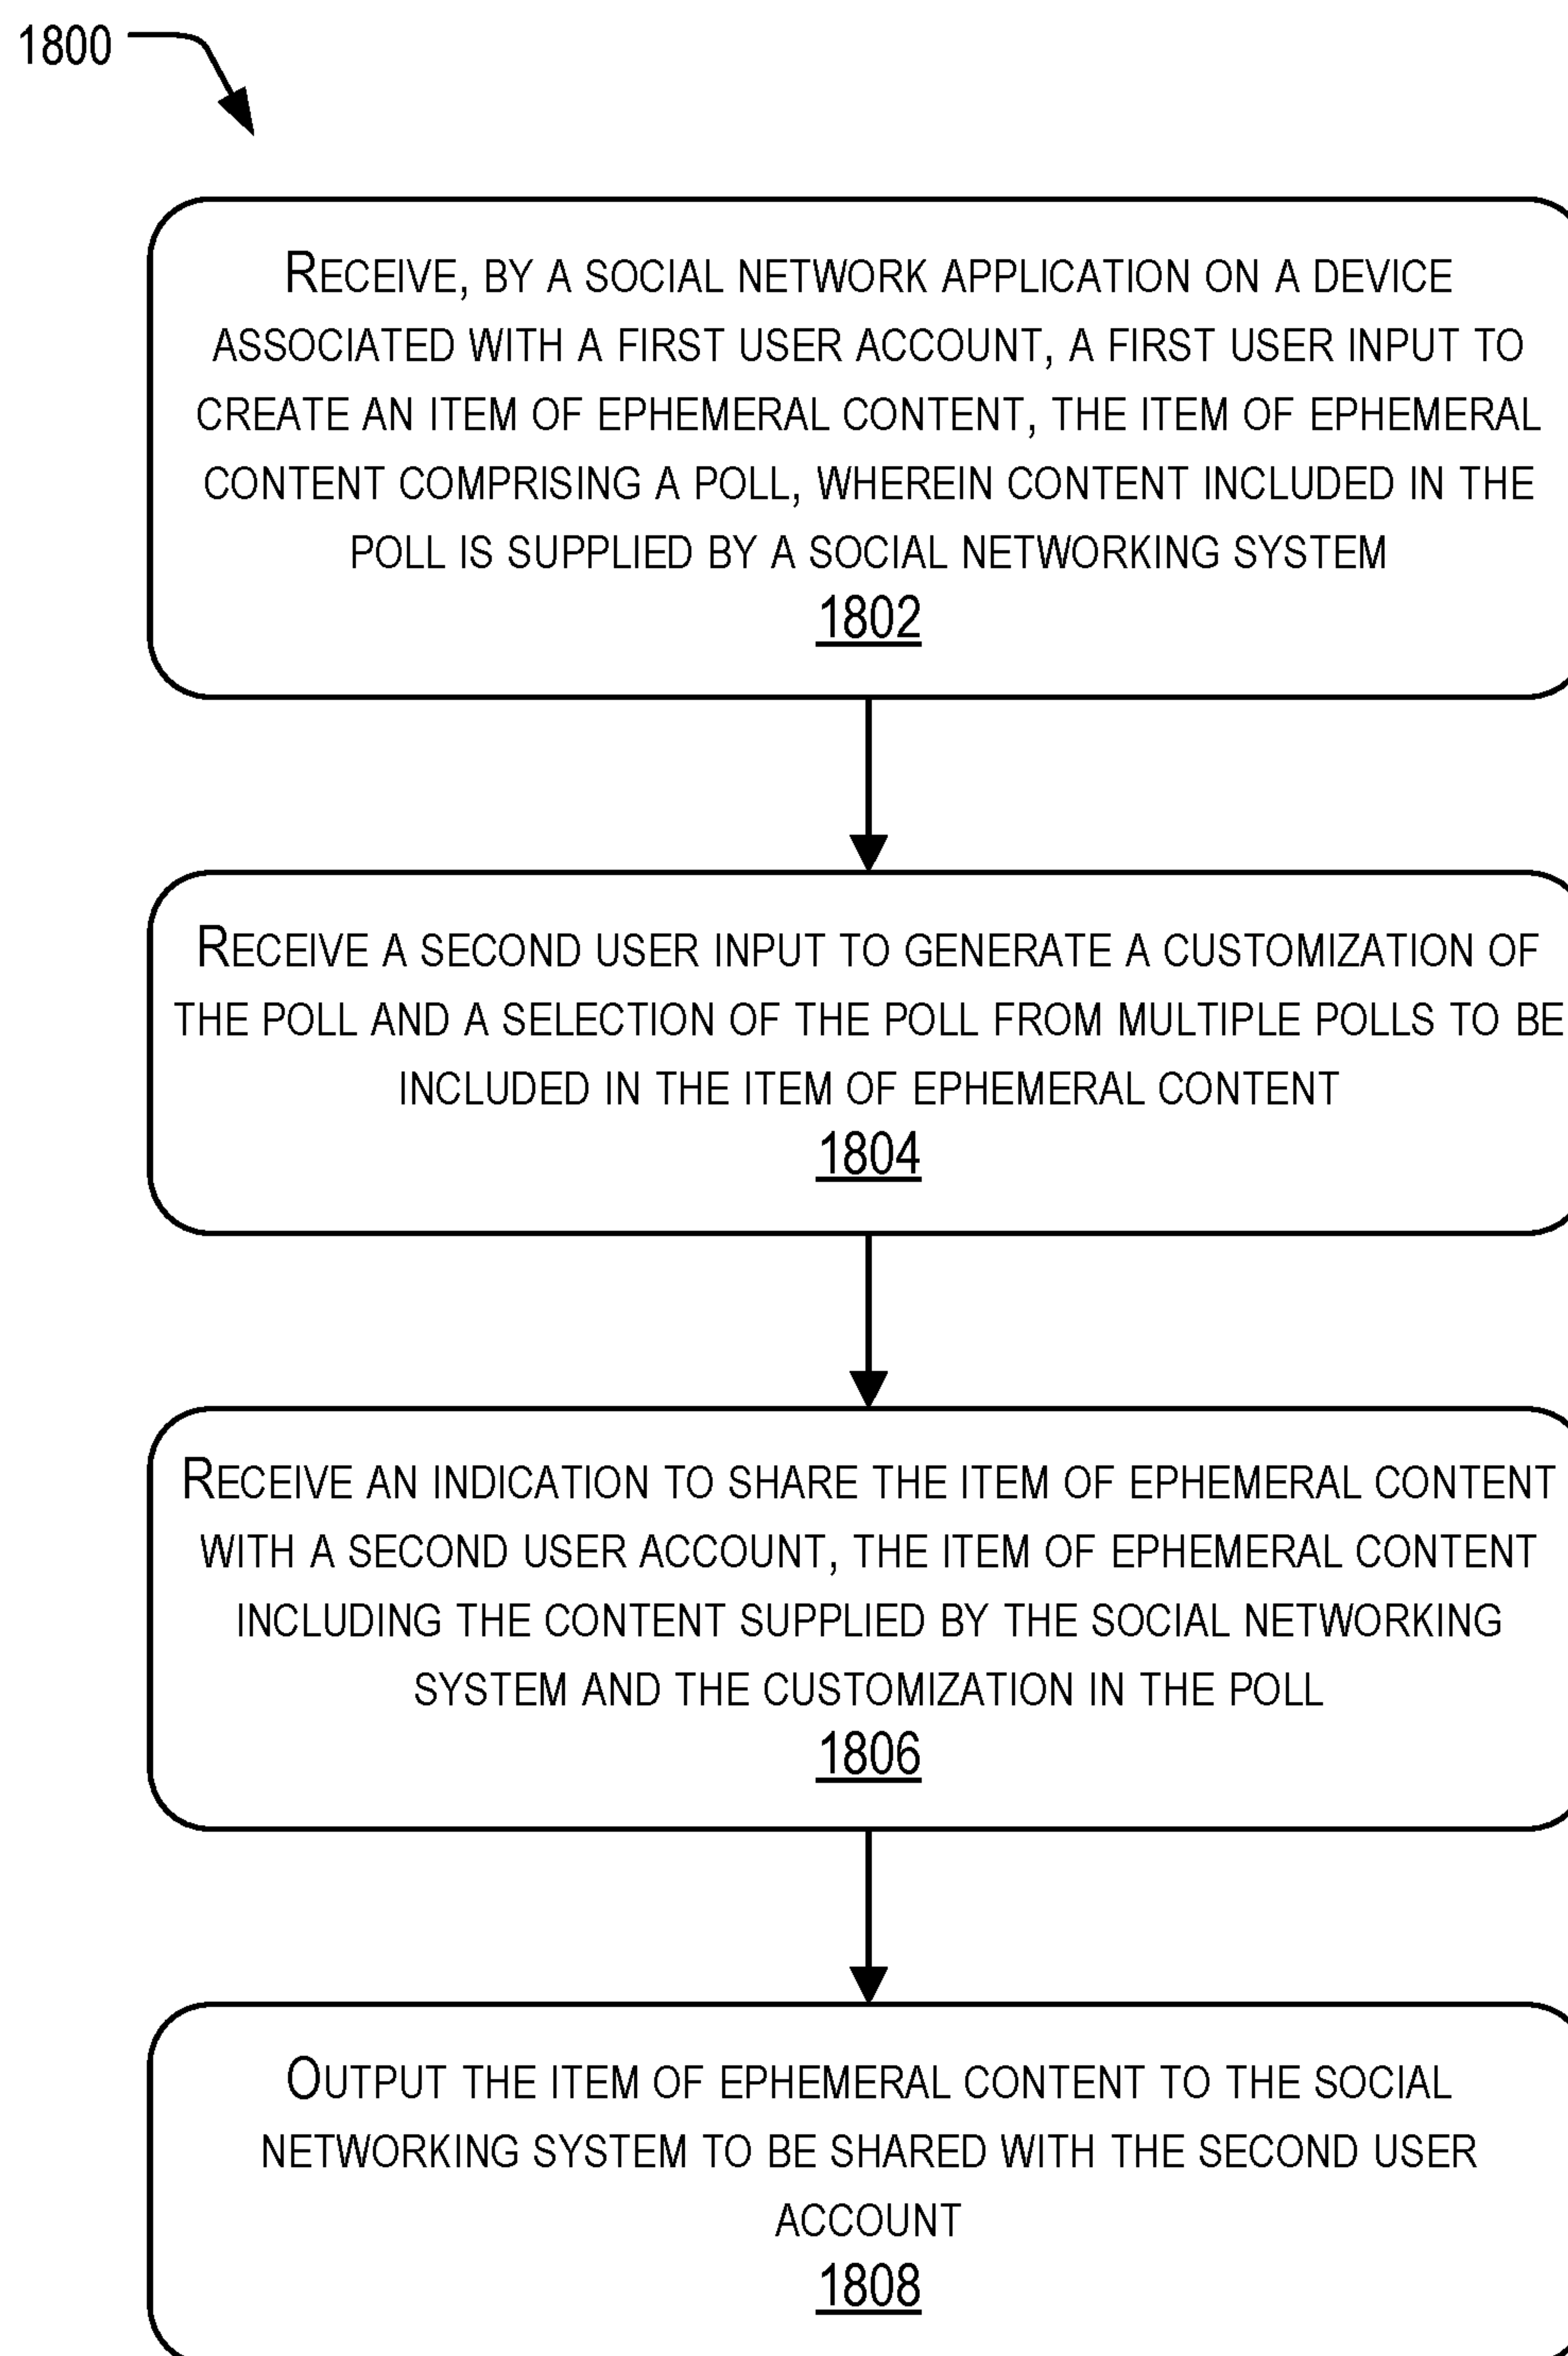 1800
RECEIVE, BY A SOCIAL NETWORK APPLICATION ON A DEVICE
ASSOCIATED WITH A FIRST USER ACCOUNT, A FIRST USER INPUT TO
CREATE AN ITEM OF EPHEMERAL CONTENT, THE ITEM OF EPHEMERAL
CONTENT COMPRISING A POLL, WHEREIN CONTENT INCLUDED IN THE
POLL IS SUPPLIED BY A SOCIAL NETWORKING SYSTEM
1802
RECEIVE A SECOND USER INPUT TO GENERATE A CUSTOMIZATION OF
THE POLL AND A SELECTION OF THE POLL FROM MULTIPLE POLLS TO BE
INCLUDED IN THE ITEM OF EPHEMERAL CONTENT
1804
RECEIVE AN INDICATION TO SHARE THE ITEM OF EPHEMERAL CONTENT
WITH A SECOND USER ACCOUNT, THE ITEM OF EPHEMERAL CONTENT
INCLUDING THE CONTENT SUPPLIED BY THE SOCIAL NETWORKING
SYSTEM AND THE CUSTOMIZATION IN THE POLL
1806
OUTPUT THE ITEM OF EPHEMERAL CONTENT TO THE SOCIAL
NETWORKING SYSTEM TO BE SHARED WITH THE SECOND USER
ACCOUNT
1808